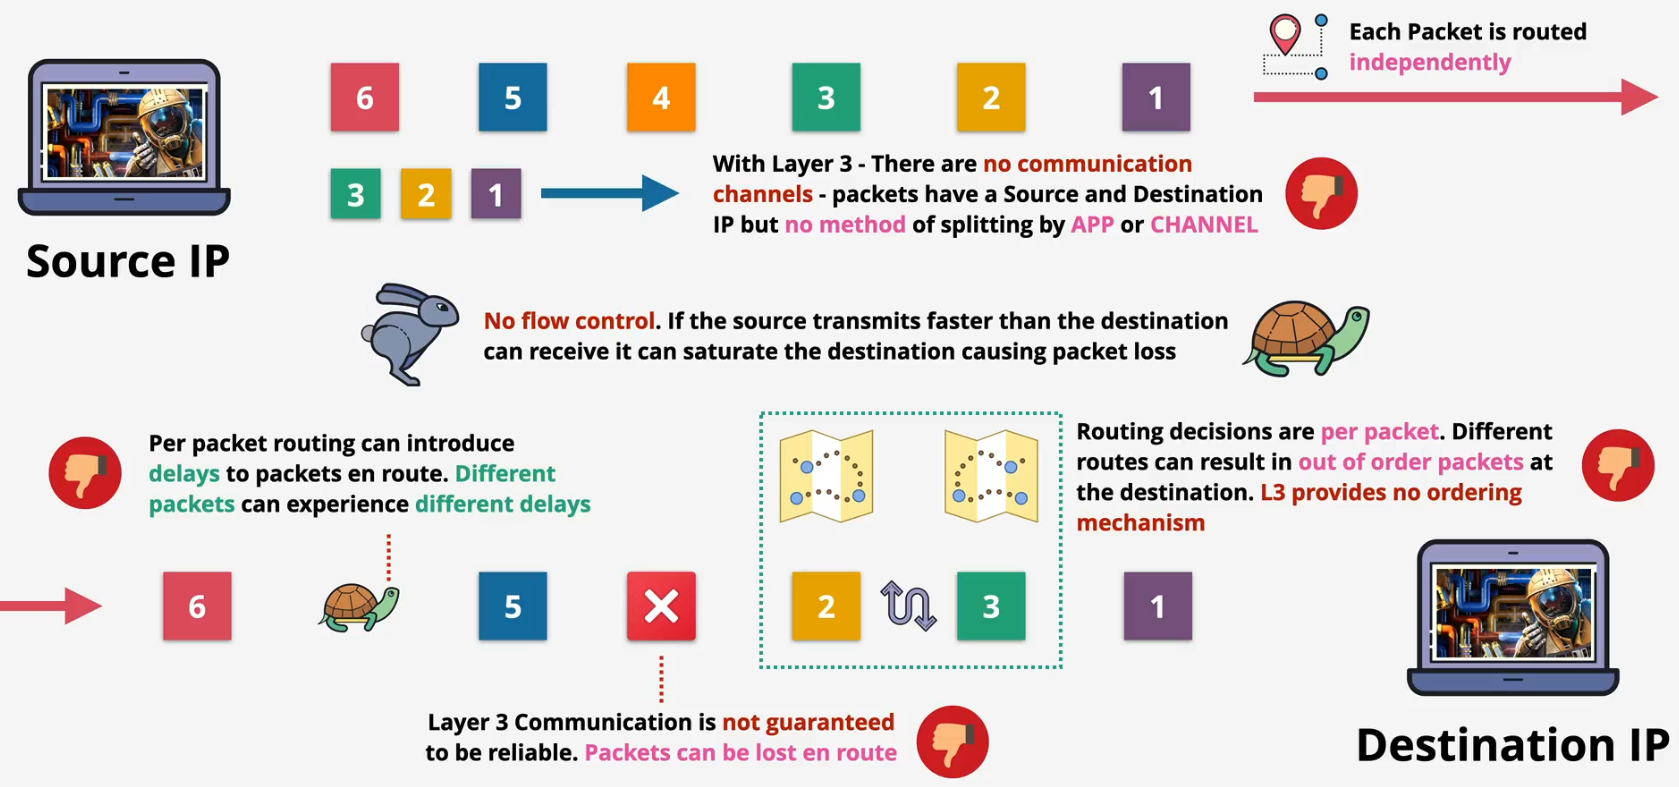 Each Packet is routed
independently
6
5
4
3
2
1
3
2
1
With Layer 3 - There are no communication
channels - packets have a Source and Destination
IP but no method of splitting by APP or CHANNEL
Source IP
No flow control. If the source transmits faster than the destination
can receive it can saturate the destination causing packet loss
Per packet routing can introduce
delays to packets en route. Different
packets can experience different delays
Routing decisions are per packet. Different
routes can result in out of order packets at
the destination. L3 provides no ordering
mechanism
6
5
2
3
1
Layer 3 Communication is not guaranteed
to be reliable. Packets can be lost en route
Destination IP